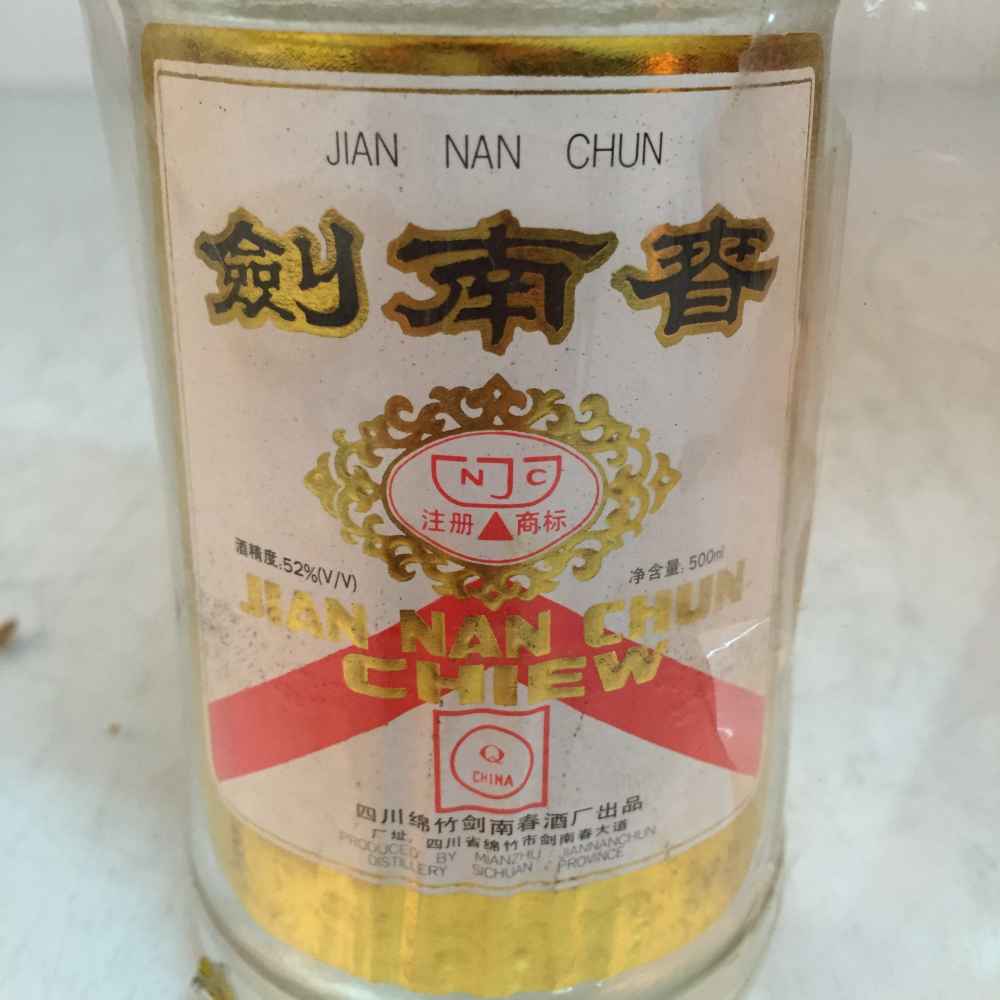 JIAN NAN CHUN
劍南春
NJC
注册商标
酒精度:52%(V/V)
净含量:500ml
JIAN NAN CHUN
CHIEW
Q
CHINA
四川绵竹剑南春酒厂出品
厂址:四川省绵竹市剑南春大道
PRODUCED BY MIANZHU JIANNANCHUN
DISTILLERY SICHUAN PROVINCE